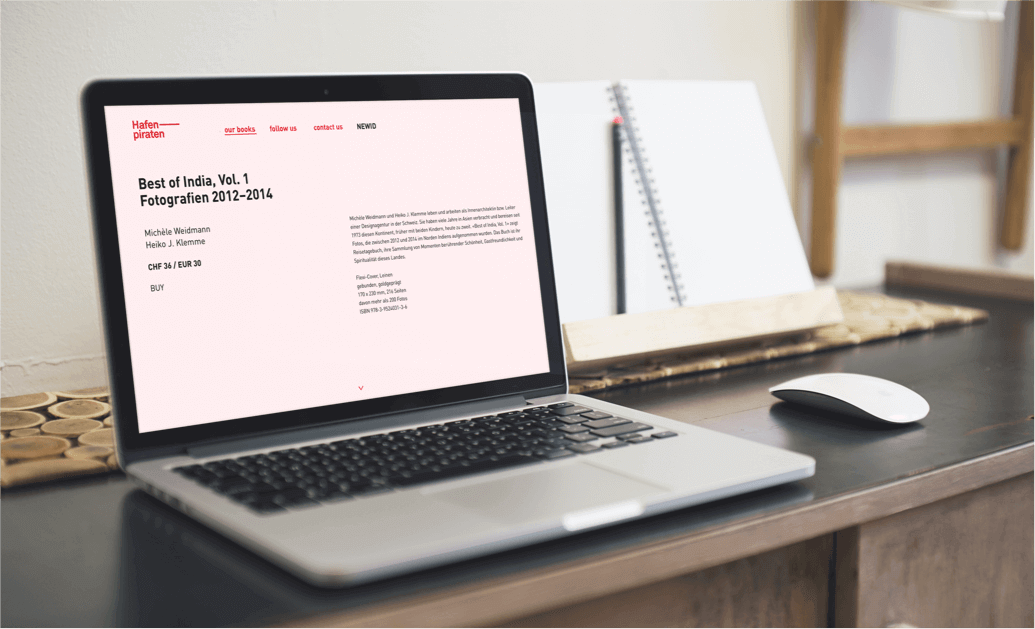 Hafen
piraten
our books
follow us
contact us
NEWID
Best of India, Vol. 1
Fotografien 2012–2014
Michèle Weidmann
Heiko J. Klemme
CHF 36 / EUR 30
BUY
Michèle Weidmann und Heiko J. Klemme leben und arbeiten als Innenarchitektin bzw. Leiter
einer Designagentur in der Schweiz. Sie haben viele Jahre in Asien verbracht und bereisen seit
1973 diesen Kontinent, früher mit beiden Kindern, heute zu zweit. «Best of India, Vol. 1» zeigt
Fotos, die zwischen 2012 und 2014 im Norden Indiens aufgenommen wurden. Das Buch ist ihr
Reisetagebuch, ihre Sammlung von Momenten berührender Schönheit, Gastfreundlichkeit und
Spiritualität dieses Landes.
Flexi-Cover, Leinen
gebunden, goldgeprägt
170 x 230 mm, 216 Seiten
davon mehr als 200 Fotos
ISBN 978-3-9524031-3-6